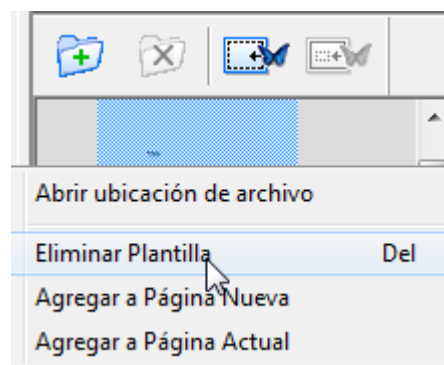 Abrir ubicación de archivo
Eliminar Plantilla Del
Agregar a Página Nueva
Agregar a Página Actual